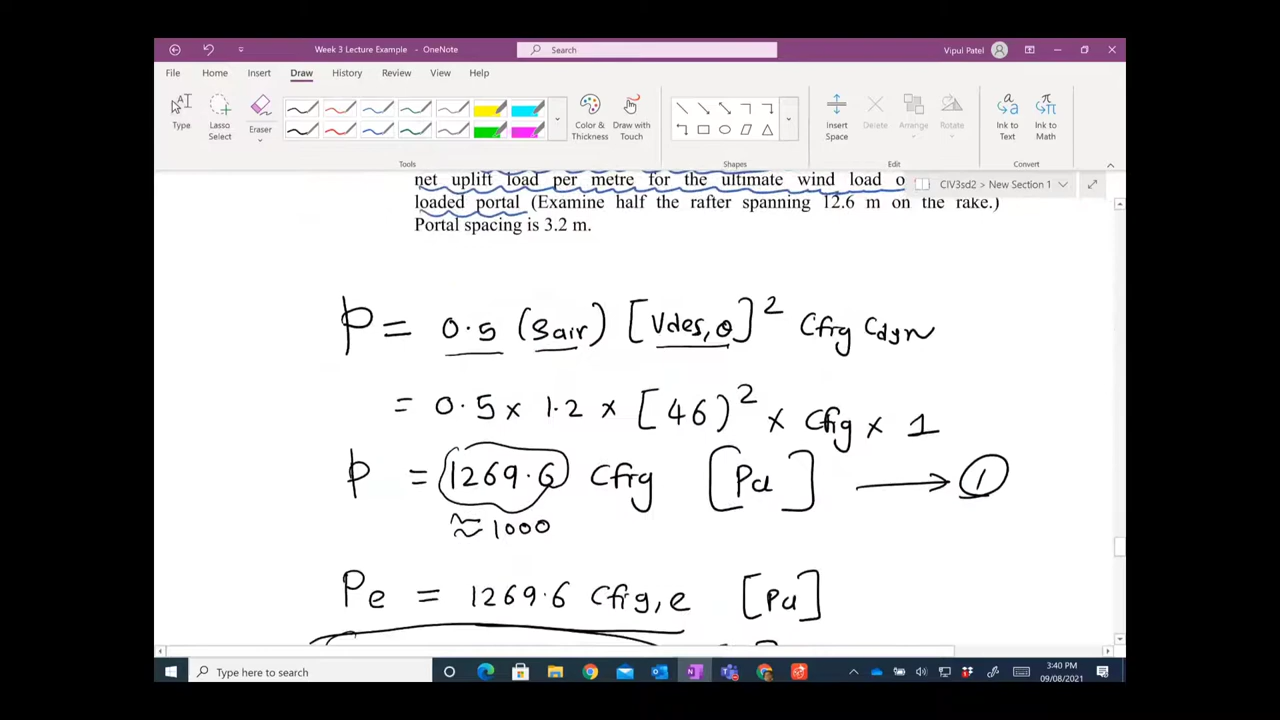 Week 3 Lecture Example - OneNote
Search
Vipul Patel
File Home Insert Draw History Review View Help
Type
Lasso Select
Eraser
Color & Thickness
Draw with Touch
Insert Space
Delete
Arrange
Rotate
Ink to Text
Ink to Math
Tools
Shapes
Edit
Convert
CIV3sd2 > New Section 1
net uplift load per metre for the ultimate wind load o
loaded portal (Examine half the rafter spanning 12.6 m on the rake.)
Portal spacing is 3.2 m.
p = 0.5 (Sair) [Vdes,θ]² Cfig Cdyn
= 0.5 x 1.2 x [46)² x Cfig x 1
p = 1269.6 Cfig [Pa] → ①
≈ 1000
Pe = 1269.6 Cfig,e [Pa]
Type here to search
3:40 PM
09/08/2021